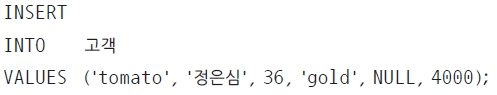 INSERT
INTO 고객
VALUES ('tomato', '정은심', 36, 'gold', NULL, 4000);